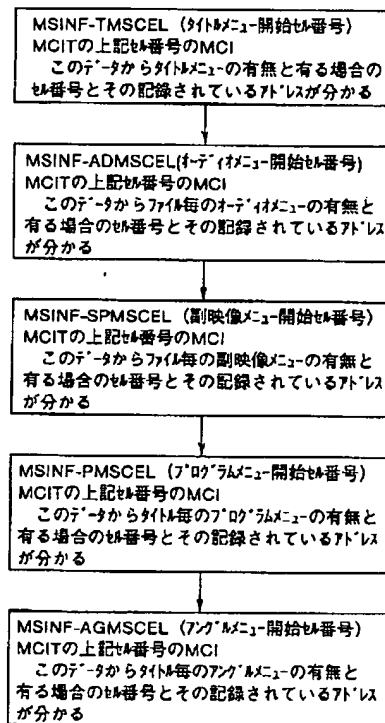 MSINF-TMSCEL (ﾀｲﾄﾙﾒﾆｭｰ開始ｾﾙ番号)
MCITの上記ｾﾙ番号のMCI
このﾃﾞｰﾀからﾀｲﾄﾙﾒﾆｭｰの有無と有る場合の
ｾﾙ番号とその記録されているｱﾄﾞﾚｽが分かる
MSINF-ADMSCEL(ｵｰﾃﾞｨｵﾒﾆｭｰ開始ｾﾙ番号)
MCITの上記ｾﾙ番号のMCI
このﾃﾞｰﾀからﾌｧｲﾙ毎のｵｰﾃﾞｨｵﾒﾆｭｰの有無と
有る場合のｾﾙ番号とその記録されているｱﾄﾞﾚｽ
が分かる
MSINF-SPMSCEL (副映像ﾒﾆｭｰ開始ｾﾙ番号)
MCITの上記ｾﾙ番号のMCI
このﾃﾞｰﾀからﾌｧｲﾙ毎の副映像ﾒﾆｭｰの有無と
有る場合のｾﾙ番号とその記録されているｱﾄﾞﾚｽ
が分かる
MSINF-PMSCEL (ﾌﾟﾛｸﾞﾗﾑﾒﾆｭｰ開始ｾﾙ番号)
MCITの上記ｾﾙ番号のMCI
このﾃﾞｰﾀからﾀｲﾄﾙ毎のﾌﾟﾛｸﾞﾗﾑﾒﾆｭｰの有無と
有る場合のｾﾙ番号とその記録されているｱﾄﾞﾚｽ
が分かる
MSINF-AGMSCEL (ｱﾝｸﾞﾙﾒﾆｭｰ開始ｾﾙ番号)
MCITの上記ｾﾙ番号のMCI
このﾃﾞｰﾀからﾀｲﾄﾙ毎のｱﾝｸﾞﾙﾒﾆｭｰの有無と
有る場合のｾﾙ番号とその記録されているｱﾄﾞﾚｽ
が分かる